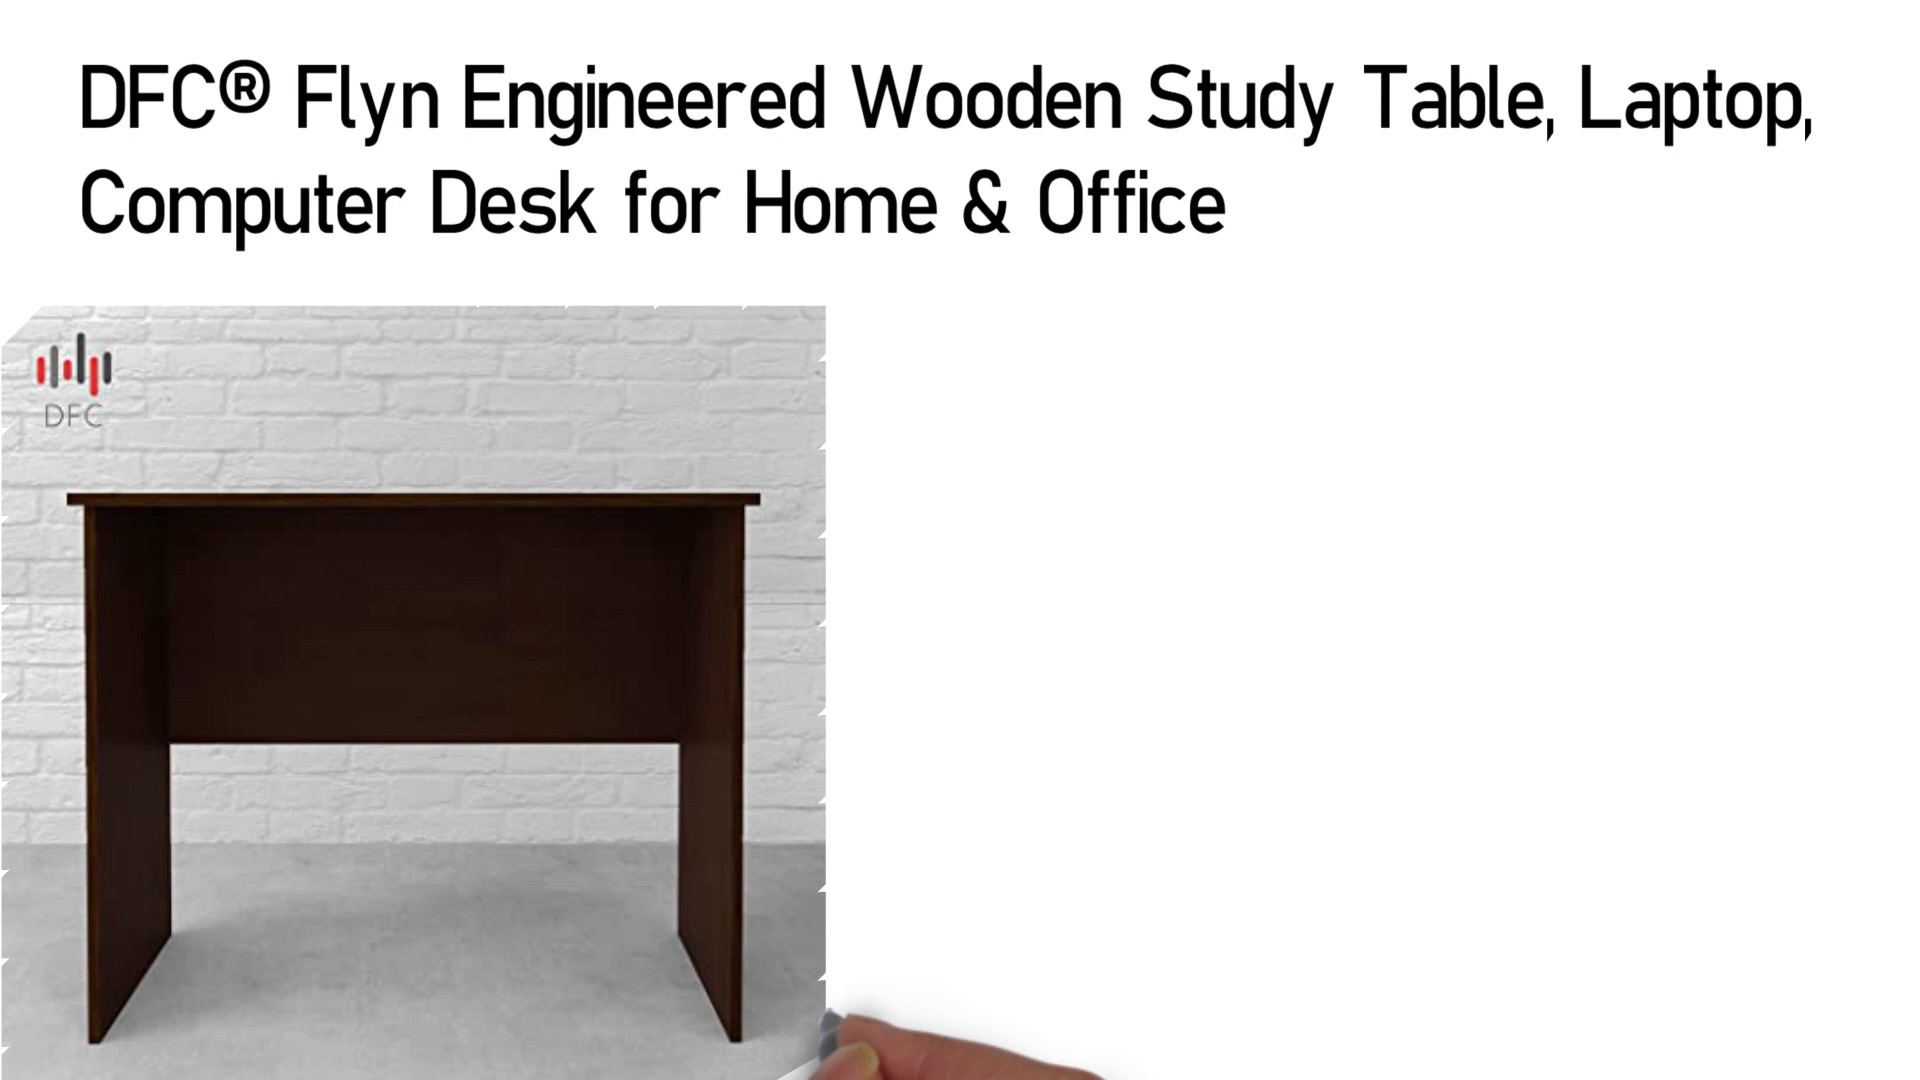 DFC® Flyn Engineered Wooden Study Table, Laptop,
Computer Desk for Home & Office
DFC